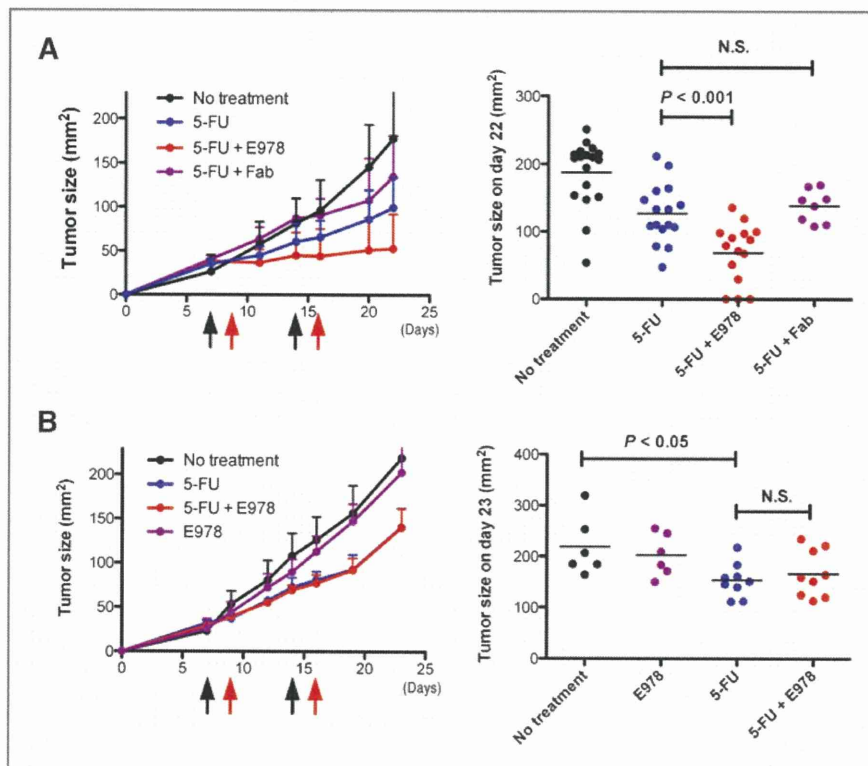 A
No treatment
5-FU
5-FU + E978
5-FU + Fab
Tumor size (mm²)
200
150
100
50
0
0 5 10 15 20 25
(Days)
N.S.
P < 0.001
Tumor size on day 22 (mm²)
300
200
100
0
No treatment
5-FU
5-FU + E978
5-FU + Fab
B
No treatment
5-FU
5-FU + E978
E978
Tumor size (mm²)
200
150
100
50
0
0 5 10 15 20 25
(Days)
P < 0.05
N.S.
Tumor size on day 23 (mm²)
400
300
200
100
0
No treatment
E978
5-FU
5-FU + E978